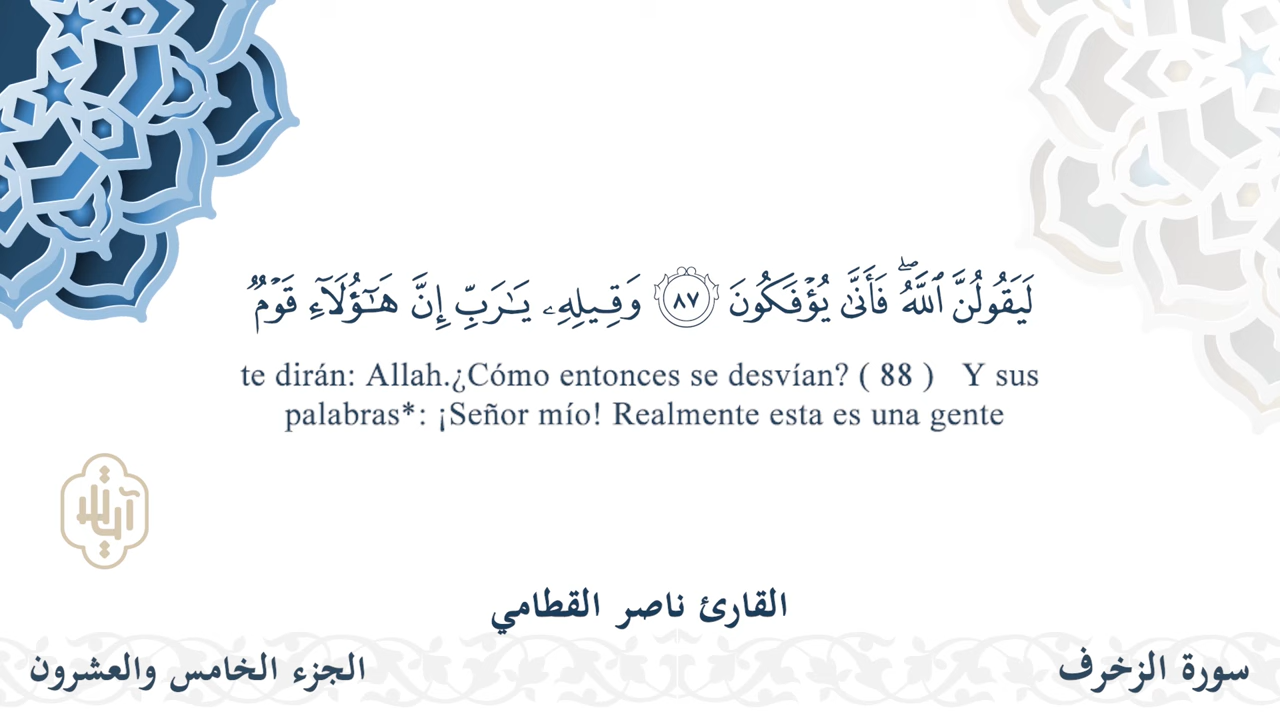 لَيَقُولُنَّ ٱللَّهُۖ فَأَنَّىٰ يُؤۡفَكُونَ ٨٧ وَقِيلِهِۦ يَٰرَبِّ إِنَّ هَٰٓؤُلَآءِ قَوۡمٞ
te dirán: Allah.¿Cómo entonces se desvían? ( 88 ) Y sus
palabras*: ¡Señor mío! Realmente esta es una gente
القارئ ناصر القطامي
سورة الزخرف
الجزء الخامس والعشرون